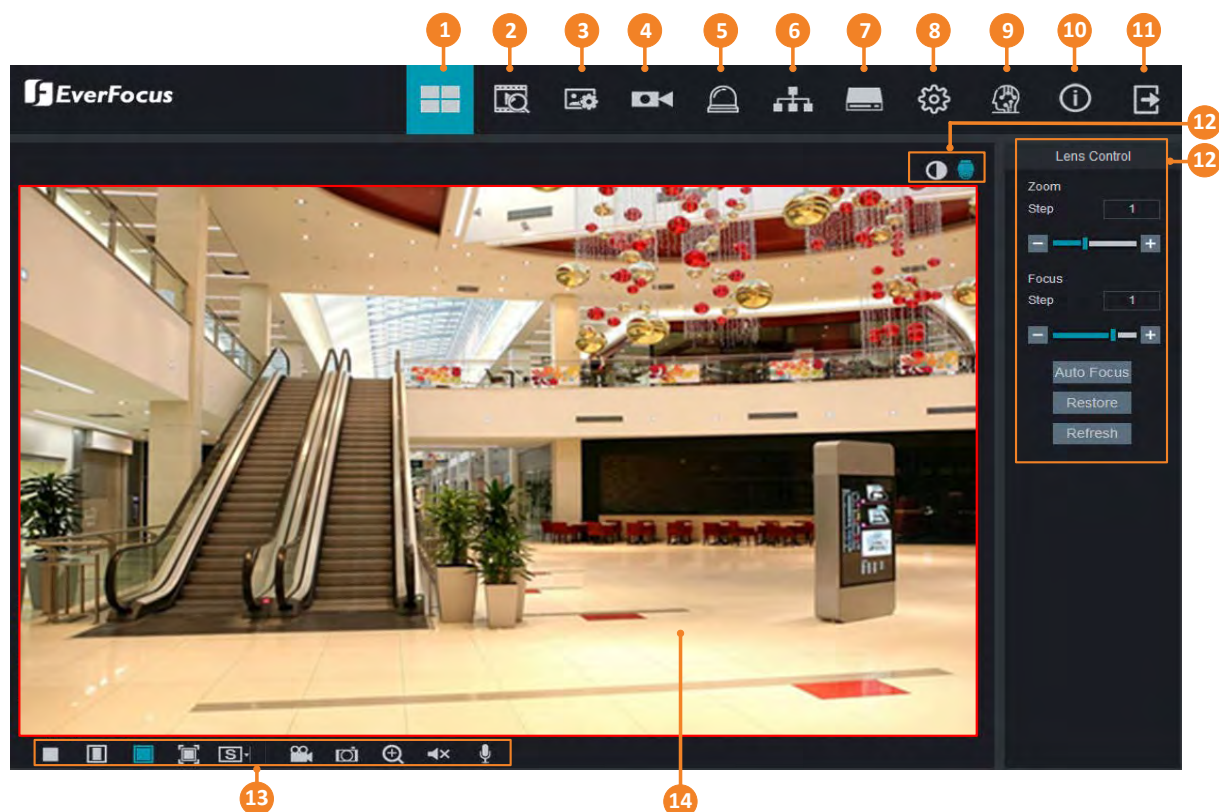 1 2 3 4 5 6 7 8 9 10 11
EverFocus
12
Lens Control
12
Zoom
Step 1
Focus
Step 1
Auto Focus
Restore
Refresh
S
13
14